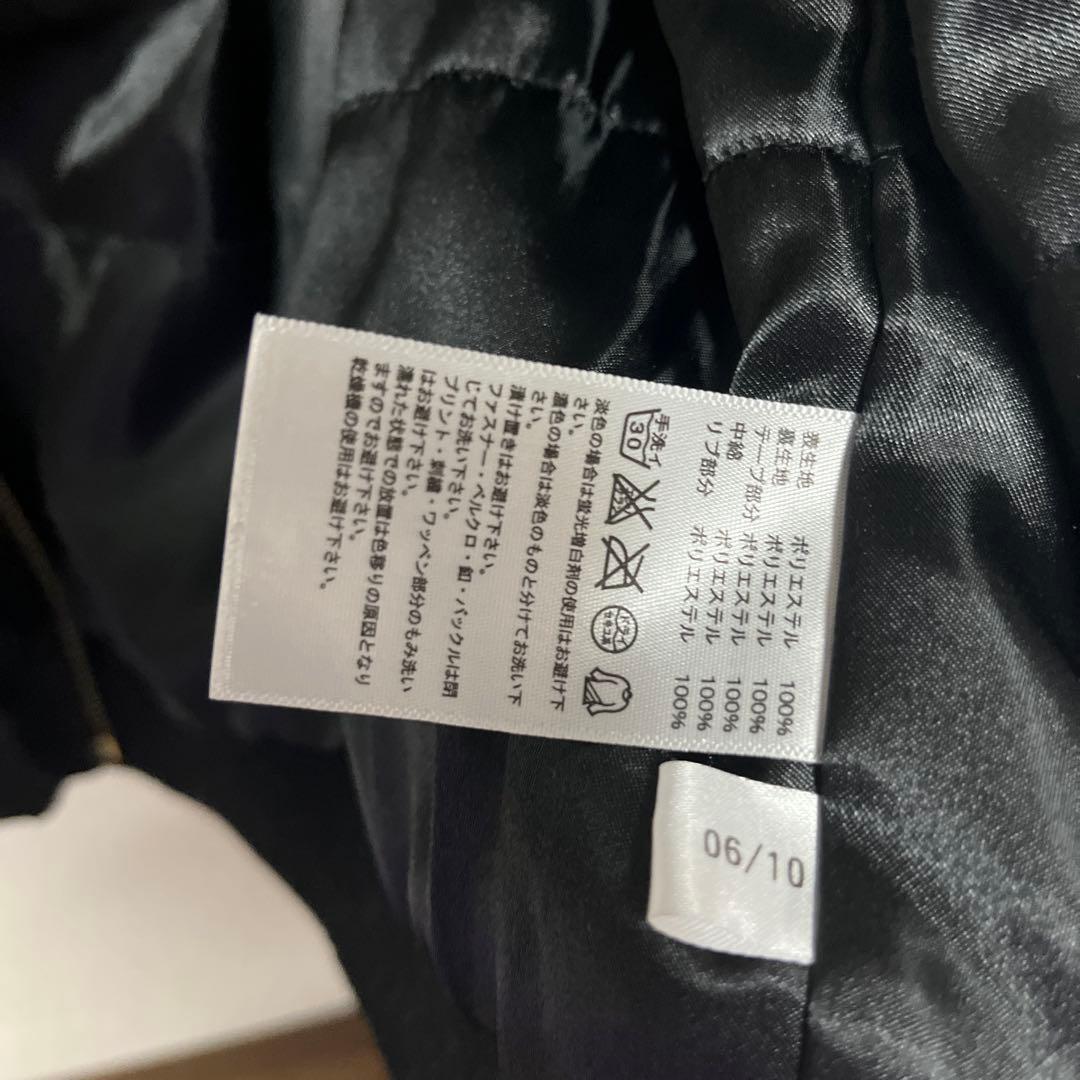 表生地 ポリエステル 100%
裏生地 ポリエステル 100%
テープ部分 ポリエステル 100%
中綿 ポリエステル 100%
リブ部分 ポリエステル 100%
手洗イ
30
ドライ
セキユ系
淡色の場合は蛍光増白剤の使用はお避け下
さい。
濃色の場合は淡色のものと分けてお洗い下
さい。
漬け置きはお避け下さい。
ファスナー・ベルクロ・釦・バックルは閉
じてお洗い下さい。
プリント・刺繍・ワッペン部分のもみ洗い
はお避け下さい。
濡れた状態での放置は色移りの原因となり
ますのでお避け下さい。
乾燥機の使用はお避け下さい。
06/10